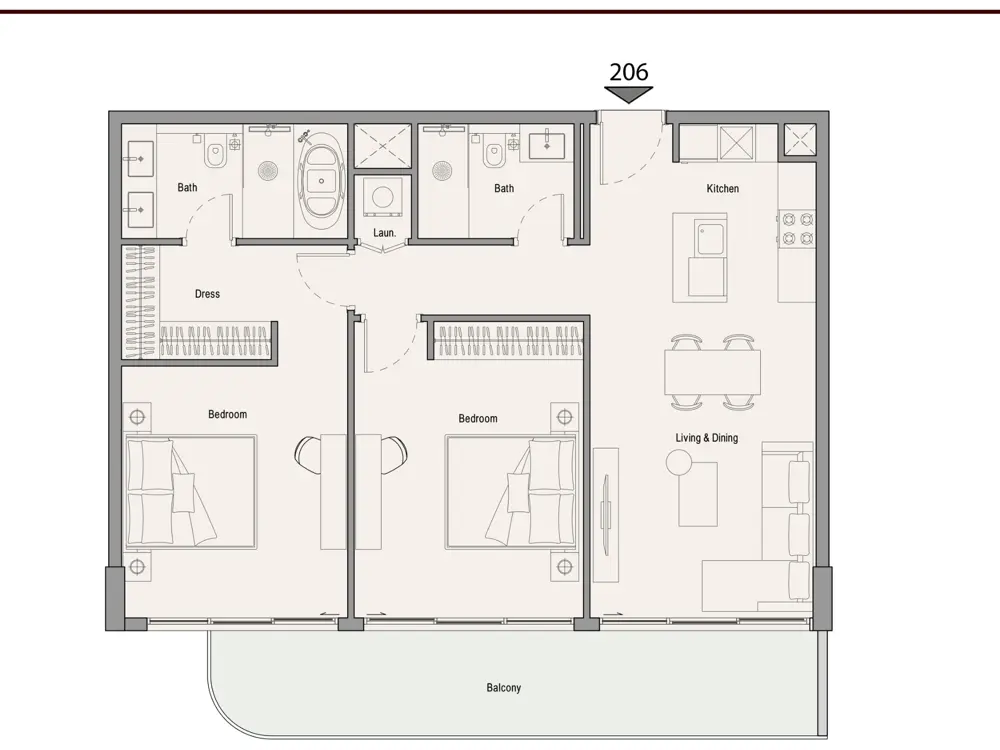 206
Bath
Bath
Kitchen
Laun.
Dress
Bedroom
Bedroom
Living & Dining
Balcony